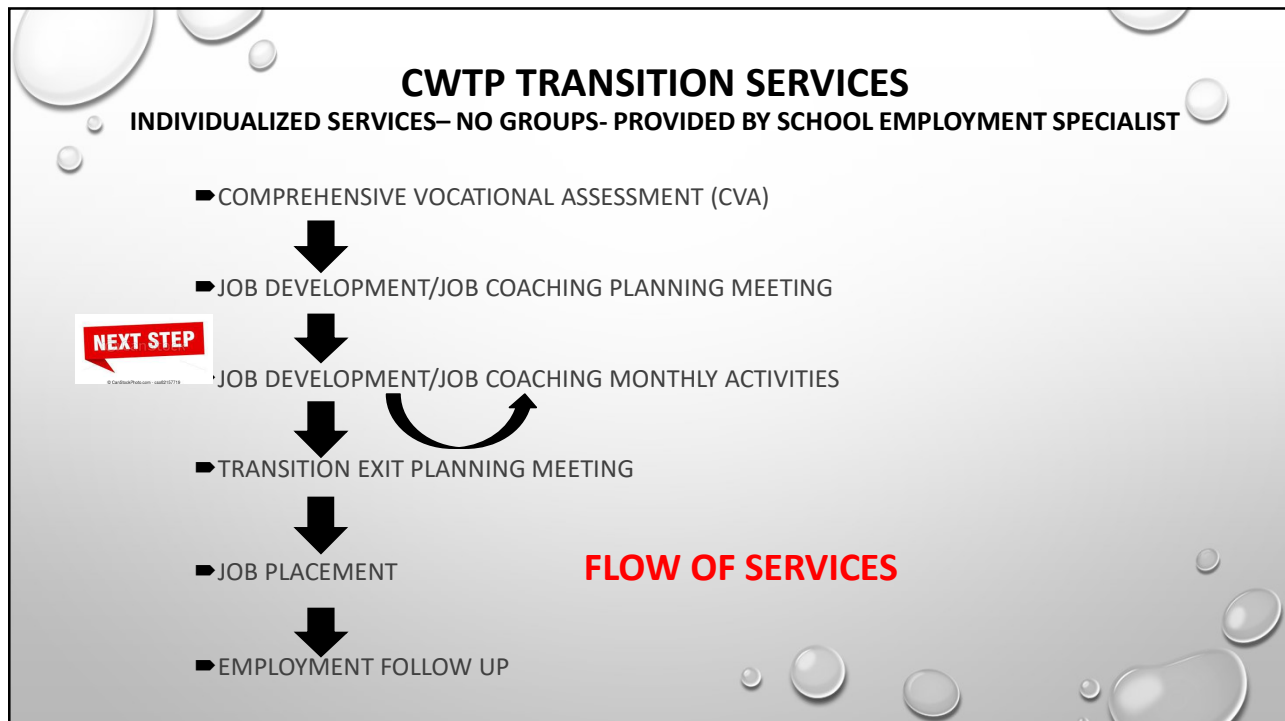 CWTP TRANSITION SERVICES
INDIVIDUALIZED SERVICES– NO GROUPS- PROVIDED BY SCHOOL EMPLOYMENT SPECIALIST
COMPREHENSIVE VOCATIONAL ASSESSMENT (CVA)
JOB DEVELOPMENT/JOB COACHING PLANNING MEETING
NEXT STEP
JOB DEVELOPMENT/JOB COACHING MONTHLY ACTIVITIES
TRANSITION EXIT PLANNING MEETING
JOB PLACEMENT
FLOW OF SERVICES
EMPLOYMENT FOLLOW UP